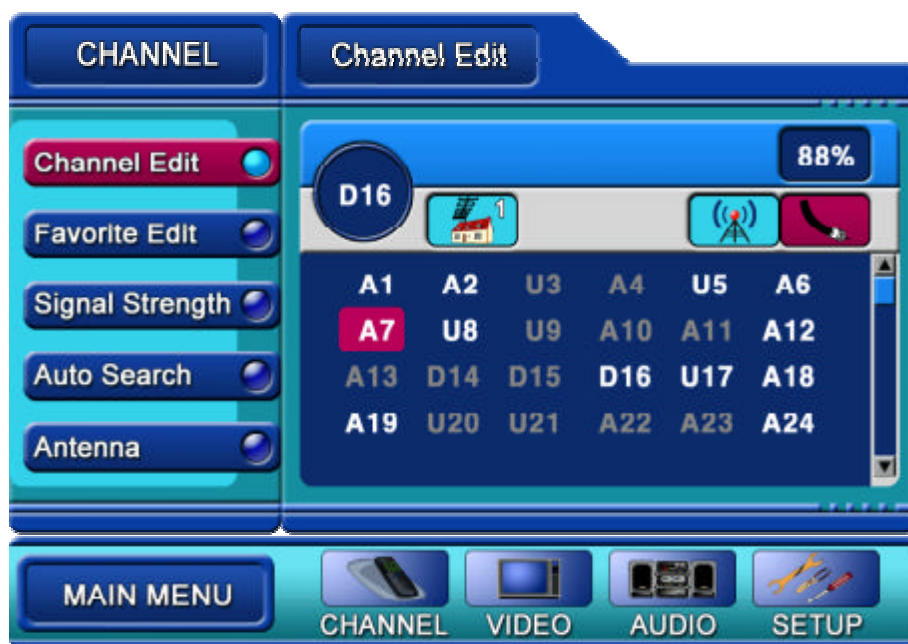 CHANNEL
Channel Edit
Channel Edit
88%
D16
1
Favorite Edit
Signal Strength
Auto Search
Antenna
A1 A2 U3 A4 U5 A6
A7 U8 U9 A10 A11 A12
A13 D14 D15 D16 U17 A18
A19 U20 U21 A22 A23 A24
MAIN MENU
CHANNEL VIDEO AUDIO SETUP